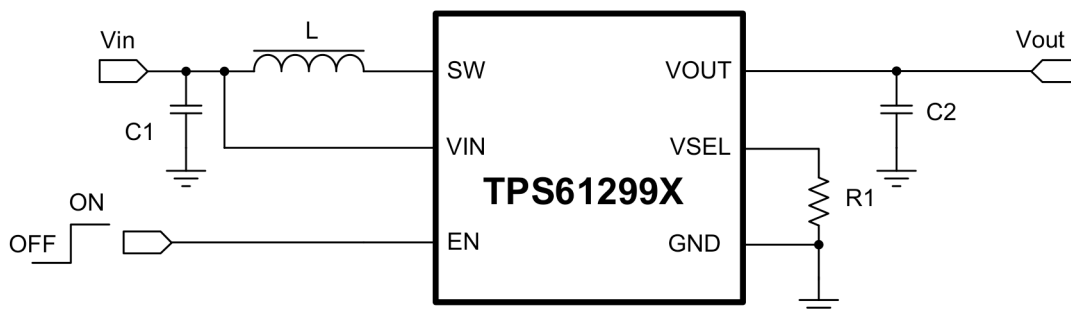 Vin
L
Vout
SW
VOUT
C1
C2
VIN
VSEL
TPS61299X
R1
ON
OFF
EN
GND